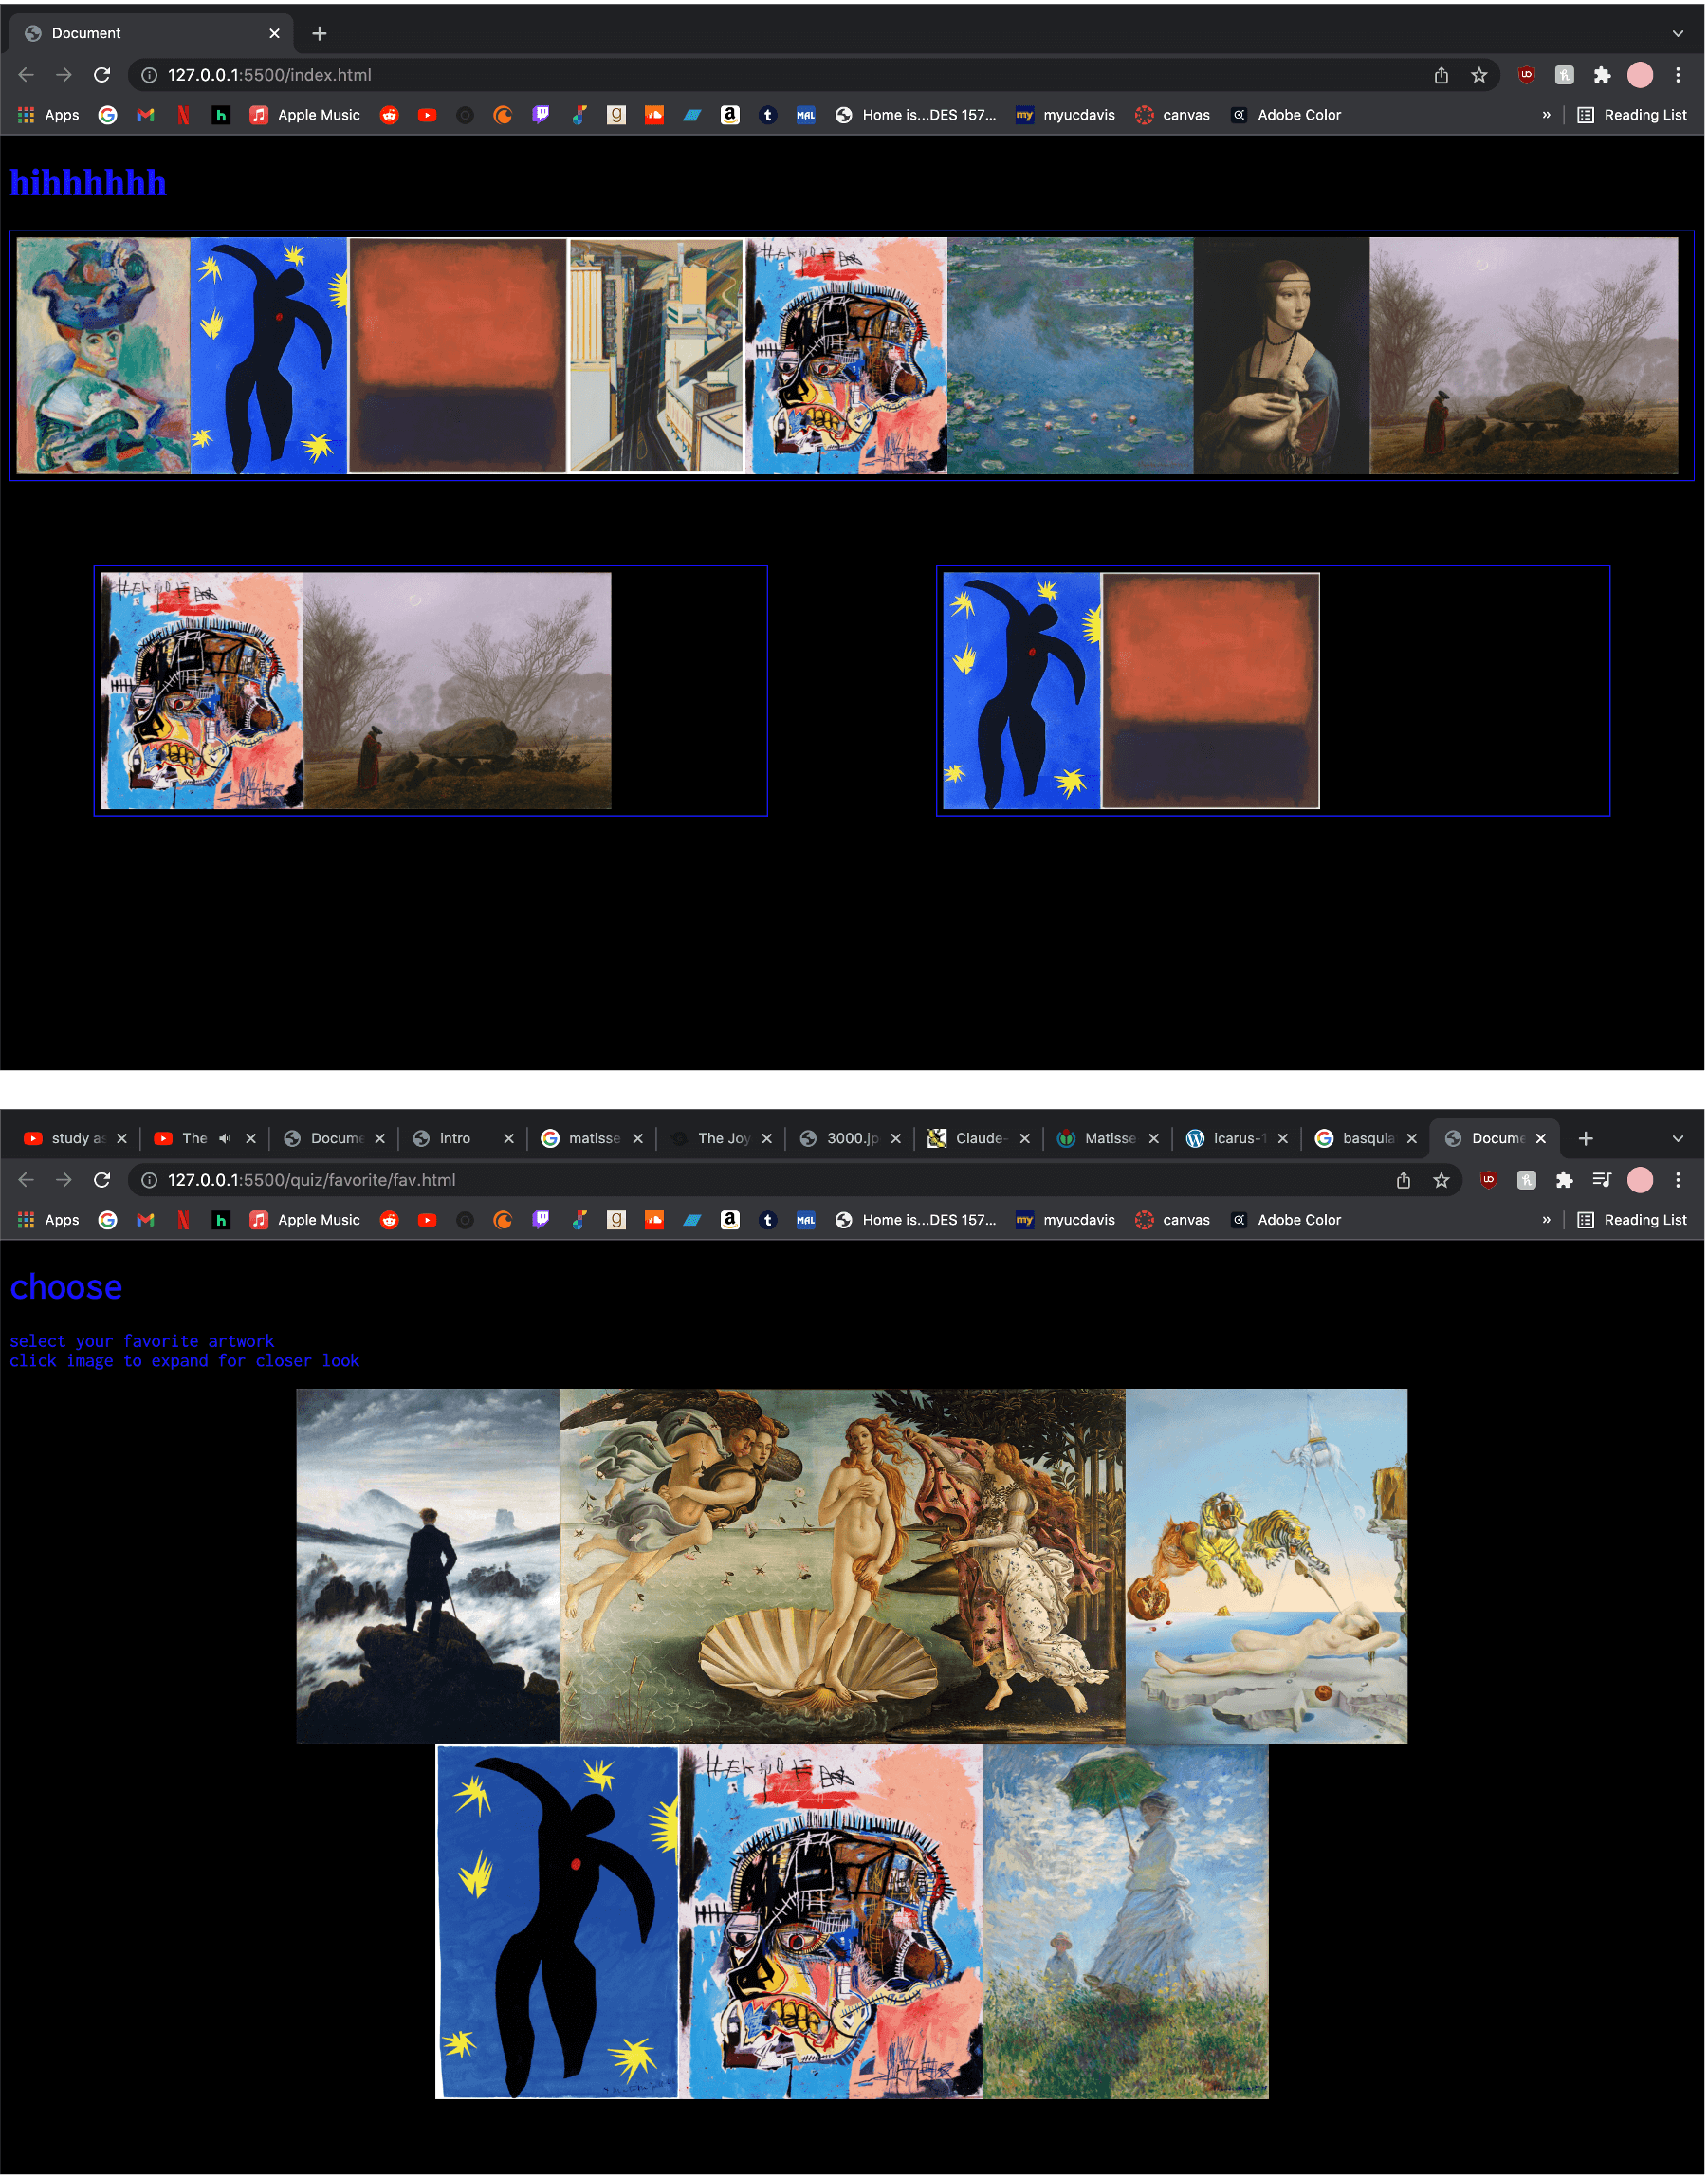 Document
127.0.0.1:5500/index.html
Apps Apple Music Home is...DES 157... myucdavis canvas Adobe Color » Reading List
hihhhhhh
study as The Docume intro matisse The Joy 3000.jp Claude- Matisse icarus-1 basquia Docume
127.0.0.1:5500/quiz/favorite/fav.html
Apps Apple Music Home is...DES 157... myucdavis canvas Adobe Color » Reading List
choose
select your favorite artwork
click image to expand for closer look